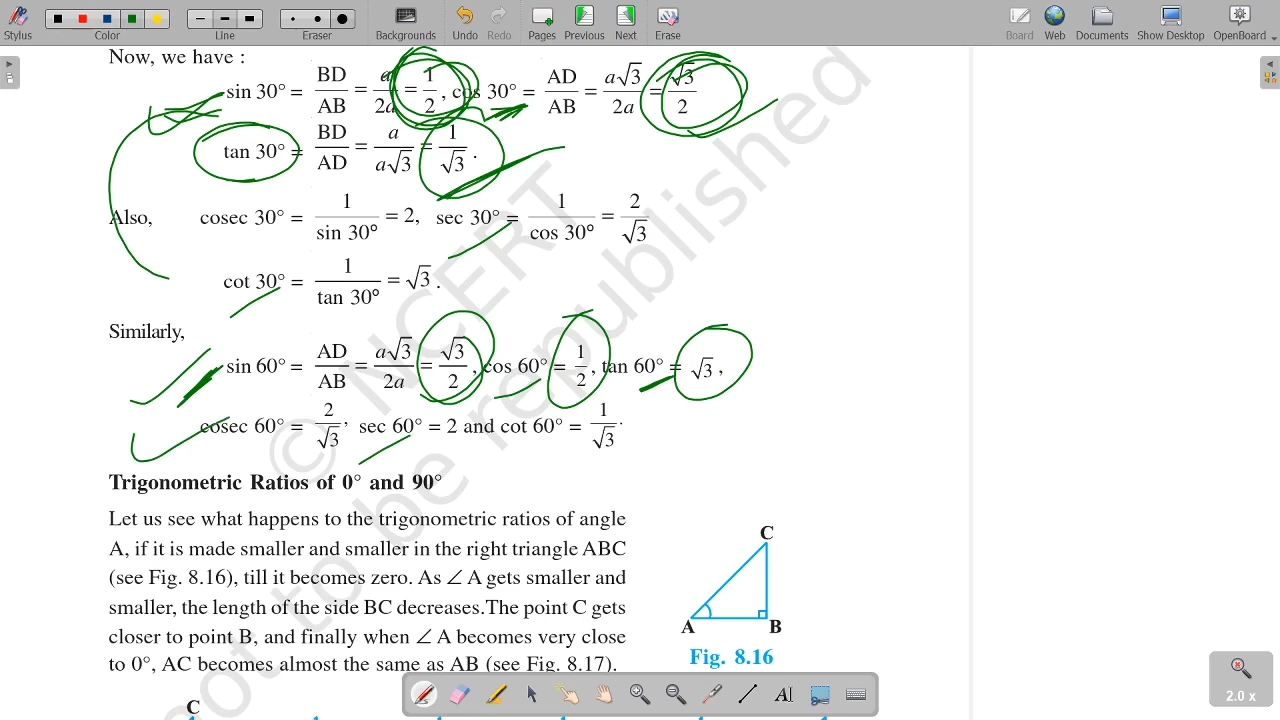 Stylus Color Line Eraser Backgrounds Undo Redo Pages Previous Next Erase Board Web Documents Show Desktop OpenBoard
Now, we have :
sin 30° = BD/AB = a/2a = 1/2 , cos 30° = AD/AB = a√3/2a = √3/2
tan 30° = BD/AD = a/a√3 = 1/√3 .
Also, cosec 30° = 1/sin 30° = 2, sec 30° = 1/cos 30° = 2/√3
cot 30° = 1/tan 30° = √3 .
Similarly,
sin 60° = AD/AB = a√3/2a = √3/2 , cos 60° = 1/2 , tan 60° = √3 ,
cosec 60° = 2/√3 , sec 60° = 2 and cot 60° = 1/√3 .
Trigonometric Ratios of 0° and 90°
Let us see what happens to the trigonometric ratios of angle
A, if it is made smaller and smaller in the right triangle ABC
(see Fig. 8.16), till it becomes zero. As ∠ A gets smaller and
smaller, the length of the side BC decreases.The point C gets
closer to point B, and finally when ∠ A becomes very close
to 0°, AC becomes almost the same as AB (see Fig. 8.17).
C
A B
Fig. 8.16
C
© NCERT
not to be republished
AI
2.0 x